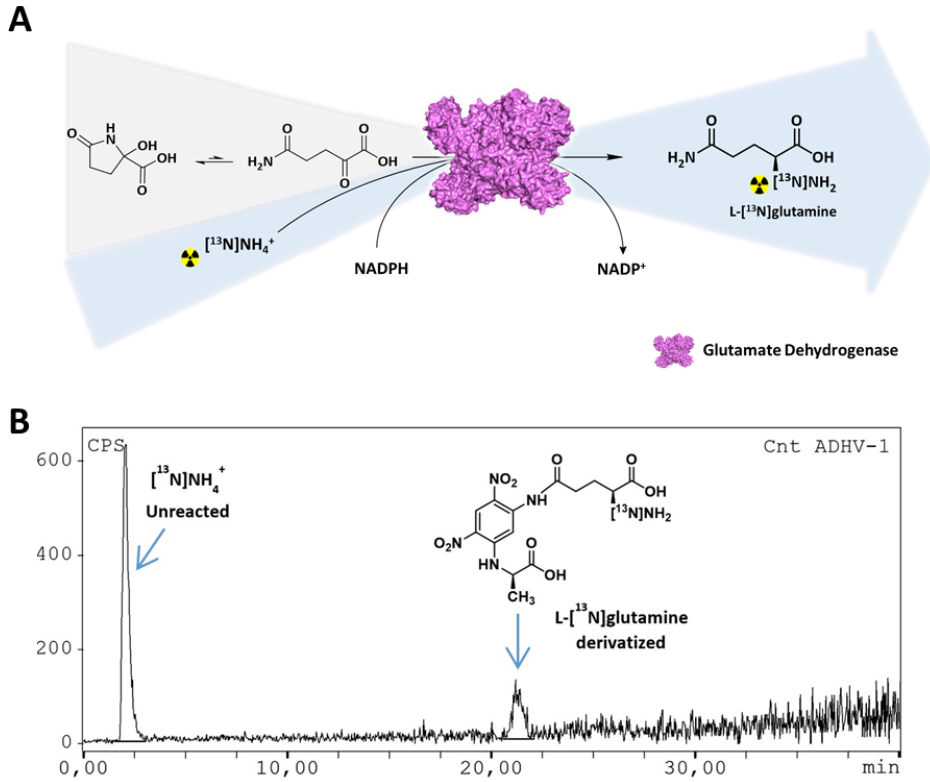 A
O
H
N
OH
OH
O
O
H₂N
O
O
OH
[¹³N]NH₄⁺
NADPH
NADP⁺
O
O
H₂N
OH
[¹³N]NH₂
L-[¹³N]glutamine
Glutamate Dehydrogenase
B
CPS
Cnt ADHV-1
600
400
200
0
[¹³N]NH₄⁺
Unreacted
NO₂
O₂N
NH
O
O
OH
[¹³N]NH₂
HN
O
OH
CH₃
L-[¹³N]glutamine
derivatized
0,00
10,00
20,00
30,00
min